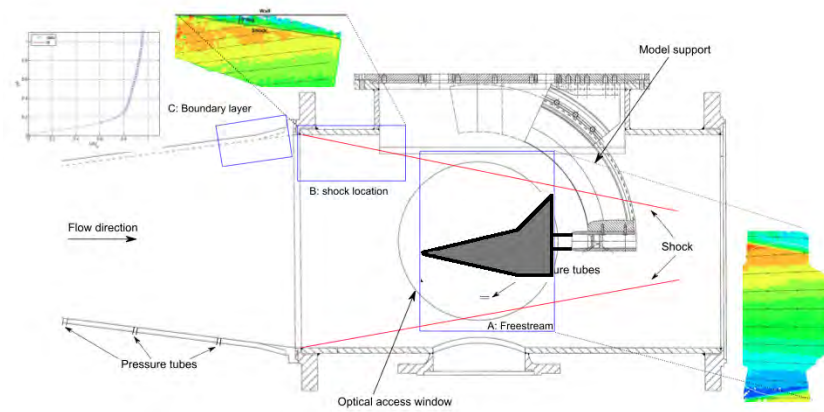 Wall
Shock
Model support
C: Boundary layer
B: shock location
Flow direction
Shock
ure tubes
A: Freestream
Pressure tubes
Optical access window